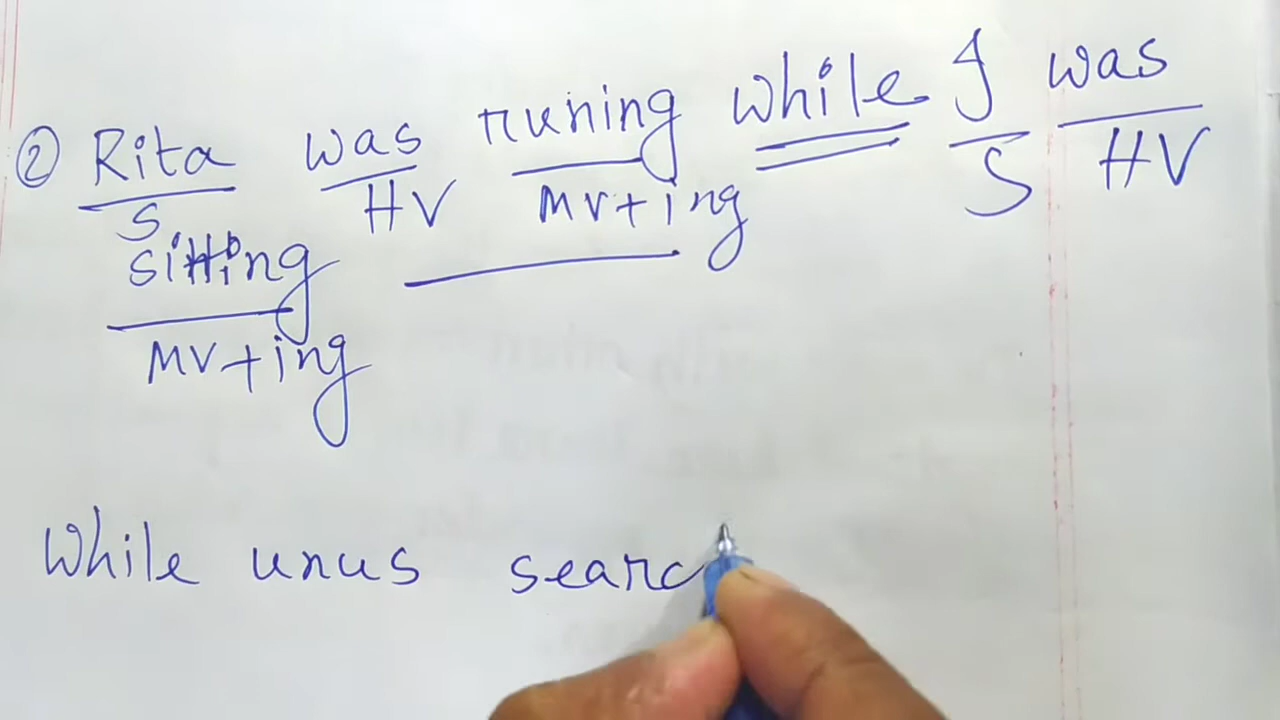 ② Rita was runing while I was
S HV MV+ing S HV
sitting
MV+ing
While unus searc